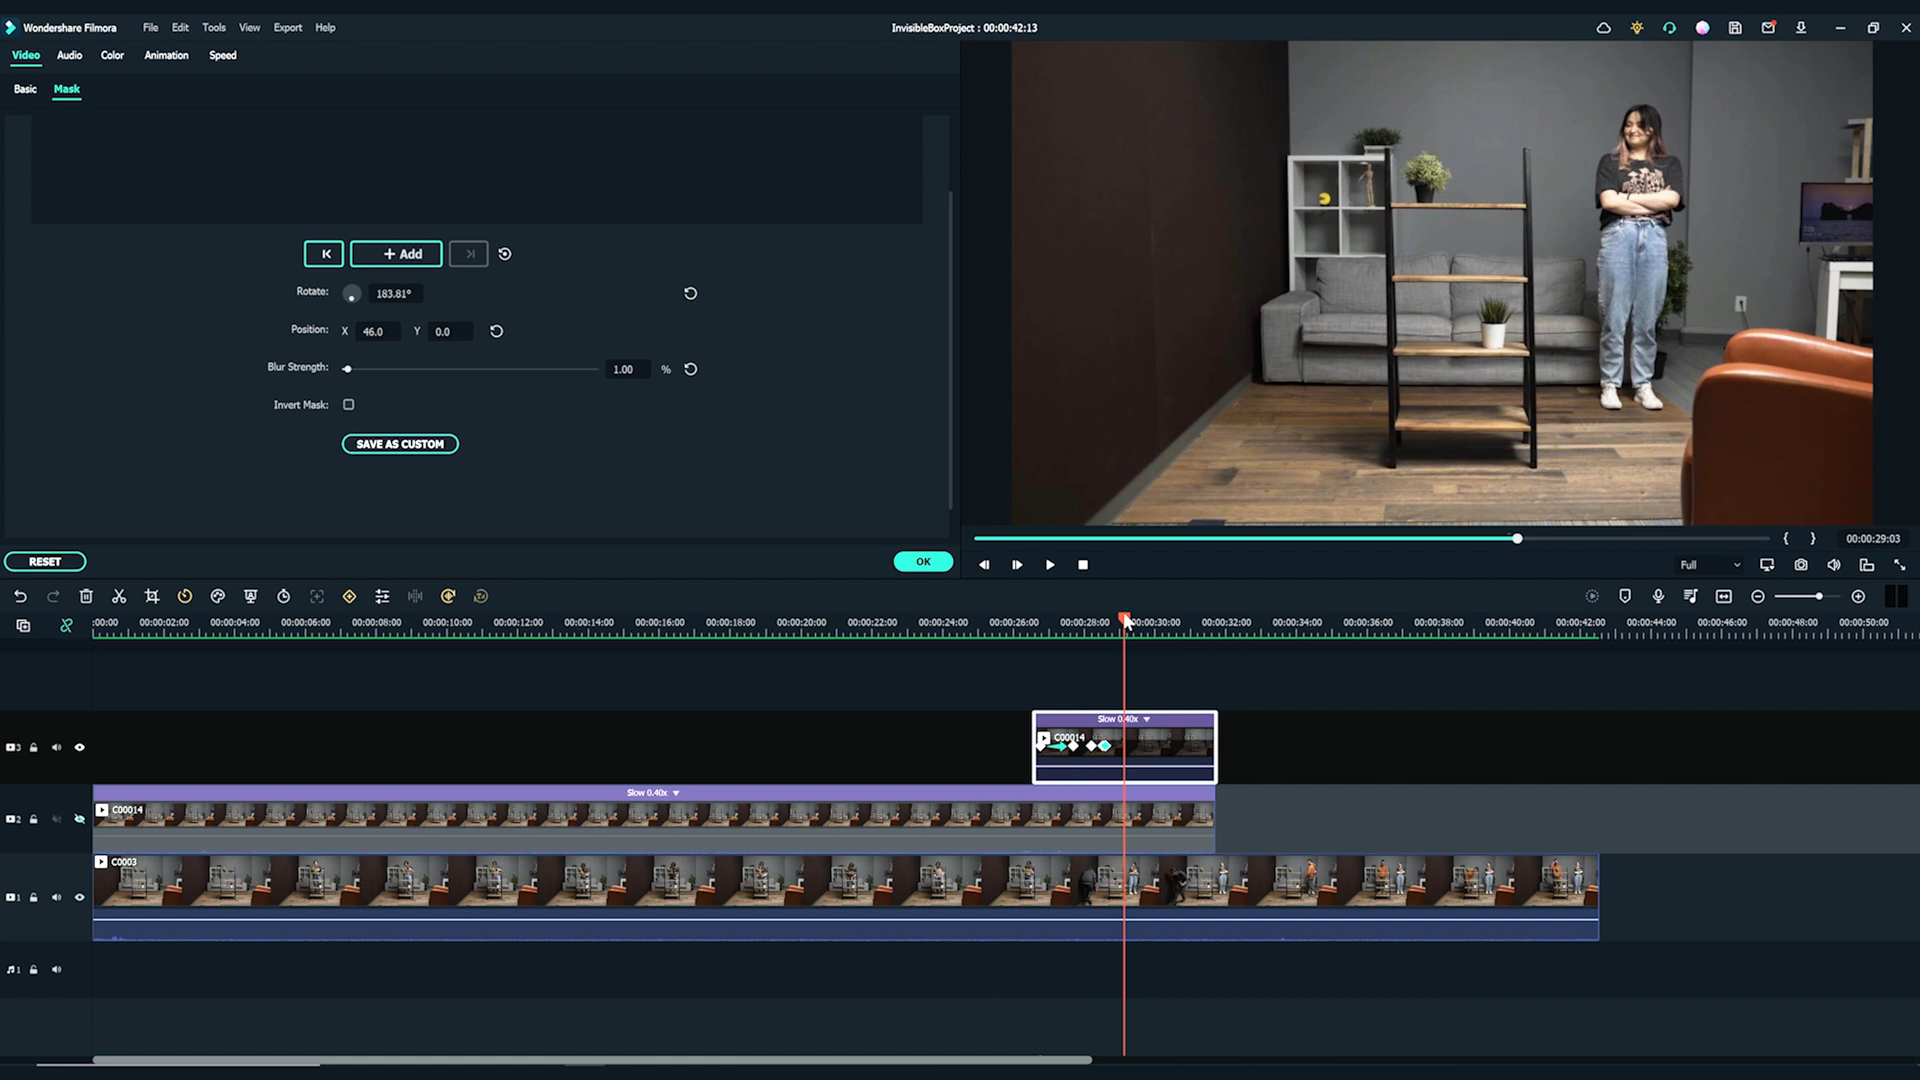 Wondershare Filmora File Edit Tools View Export Help InvisibleBoxProject : 00:00:42:13
Video Audio Color Animation Speed
Basic Mask
+ Add
Rotate: 183.81°
Position: X 46.0 Y 0.0
Blur Strength: 1.00 %
Invert Mask:
SAVE AS CUSTOM
{ } 00:00:29:03
RESET OK
Full
:00:00 00:00:02:00 00:00:04:00 00:00:06:00 00:00:08:00 00:00:10:00 00:00:12:00 00:00:14:00 00:00:16:00 00:00:18:00 00:00:20:00 00:00:22:00 00:00:24:00 00:00:26:00 00:00:28:00 00:00:30:00 00:00:32:00 00:00:34:00 00:00:36:00 00:00:38:00 00:00:40:00 00:00:42:00 00:00:44:00 00:00:46:00 00:00:48:00 00:00:50:00
Slow 0.40x
C00014
3
Slow 0.40x
C00014
2
C0003
1
1